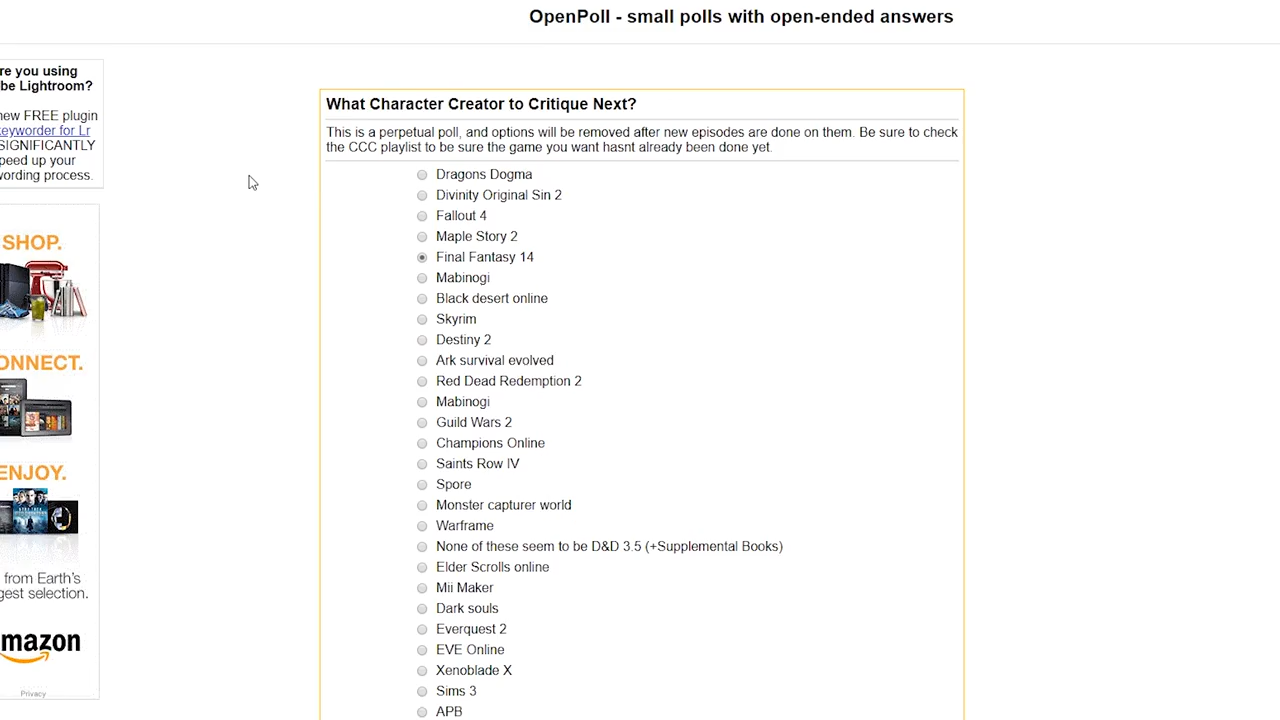 OpenPoll - small polls with open-ended answers
re you using
be Lightroom?
new FREE plugin
keyworder for Lr
SIGNIFICANTLY
peed up your
wording process.
SHOP.
ONNECT.
ENJOY.
from Earth's
gest selection.
mazon
Privacy
What Character Creator to Critique Next?
This is a perpetual poll, and options will be removed after new episodes are done on them. Be sure to check
the CCC playlist to be sure the game you want hasnt already been done yet.
Dragons Dogma
Divinity Original Sin 2
Fallout 4
Maple Story 2
Final Fantasy 14
Mabinogi
Black desert online
Skyrim
Destiny 2
Ark survival evolved
Red Dead Redemption 2
Mabinogi
Guild Wars 2
Champions Online
Saints Row IV
Spore
Monster capturer world
Warframe
None of these seem to be D&D 3.5 (+Supplemental Books)
Elder Scrolls online
Mii Maker
Dark souls
Everquest 2
EVE Online
Xenoblade X
Sims 3
APB